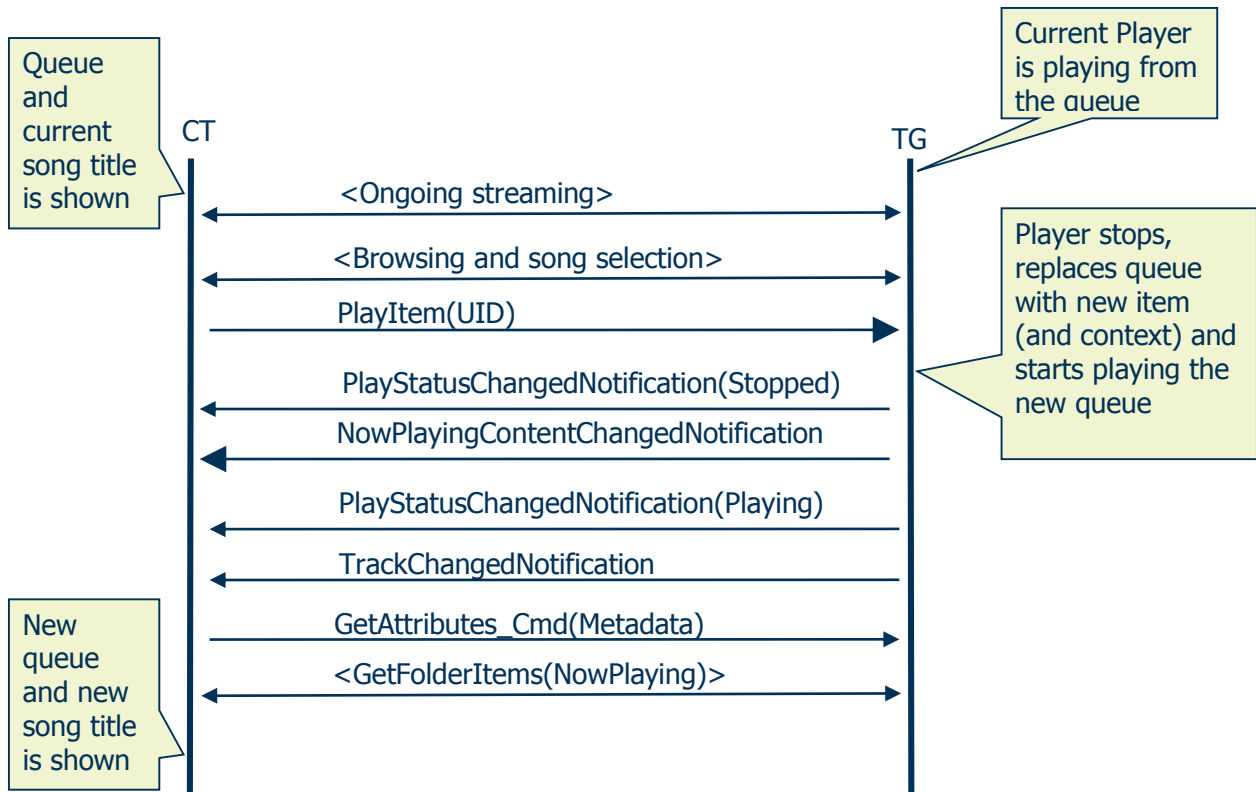 Current Player
is playing from
the queue
Queue
and
current
song title
is shown
CT
TG
<Ongoing streaming>
<Browsing and song selection>
PlayItem(UID)
Player stops,
replaces queue
with new item
(and context) and
starts playing the
new queue
PlayStatusChangedNotification(Stopped)
NowPlayingContentChangedNotification
PlayStatusChangedNotification(Playing)
TrackChangedNotification
GetAttributes_Cmd(Metadata)
<GetFolderItems(NowPlaying)>
New
queue
and new
song title
is shown